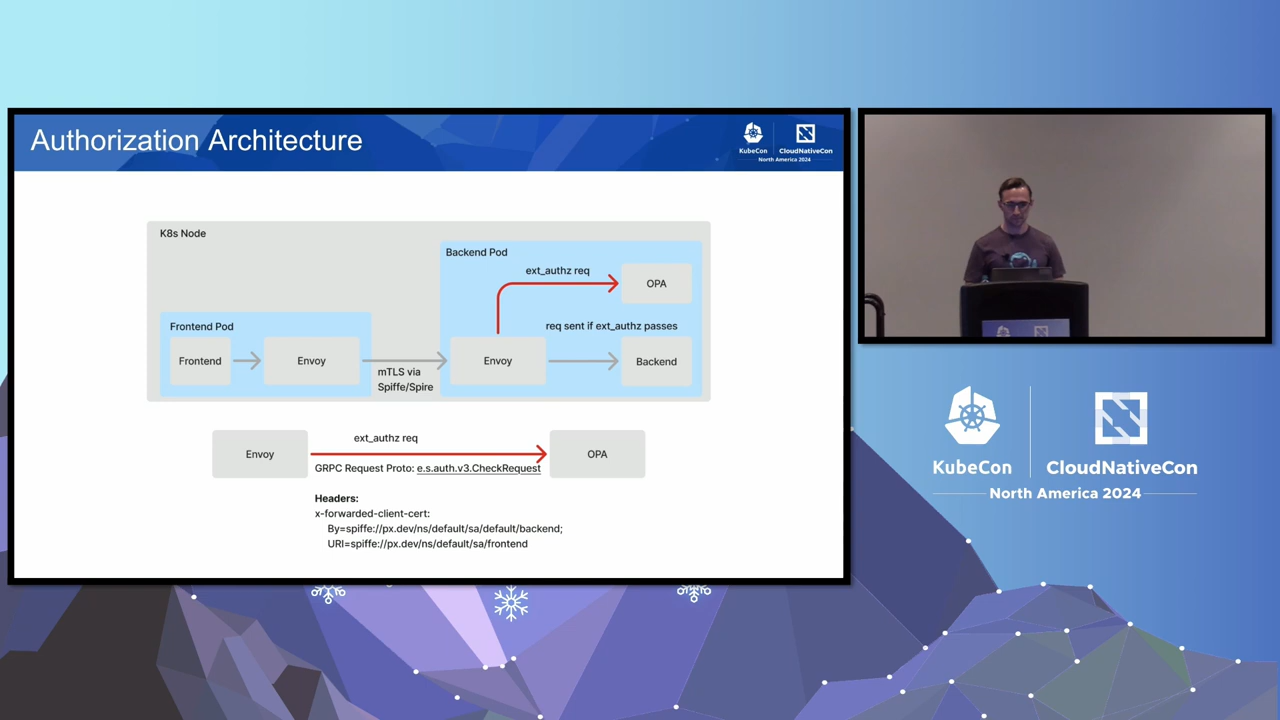 Authorization Architecture
KubeCon
CloudNativeCon
North America 2024
K8s Node
Backend Pod
ext_authz req
OPA
req sent if ext_authz passes
Frontend Pod
Frontend
Envoy
mTLS via
Spiffe/Spire
Envoy
Backend
Envoy
ext_authz req
GRPC Request Proto: e.s.auth.v3.CheckRequest
OPA
Headers:
x-forwarded-client-cert:
By=spiffe://px.dev/ns/default/sa/default/backend;
URI=spiffe://px.dev/ns/default/sa/frontend
KubeCon
CloudNativeCon
North America 2024